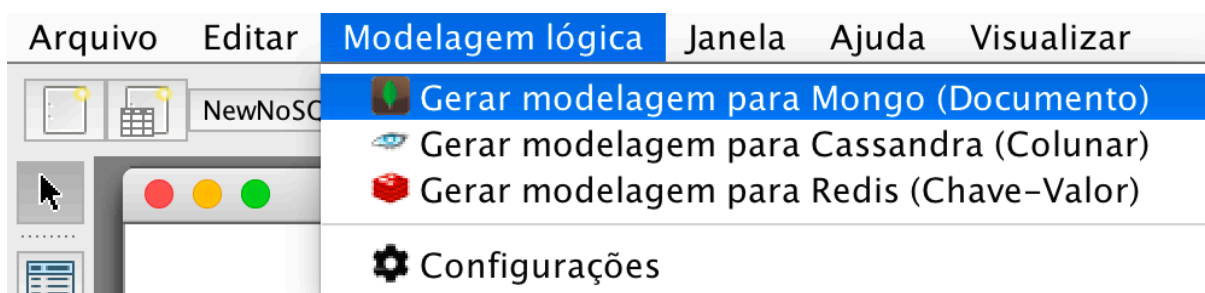 Arquivo Editar Modelagem lógica Janela Ajuda Visualizar
Gerar modelagem para Mongo (Documento)
NewNoSQ
Gerar modelagem para Cassandra (Colunar)
Gerar modelagem para Redis (Chave-Valor)
Configurações